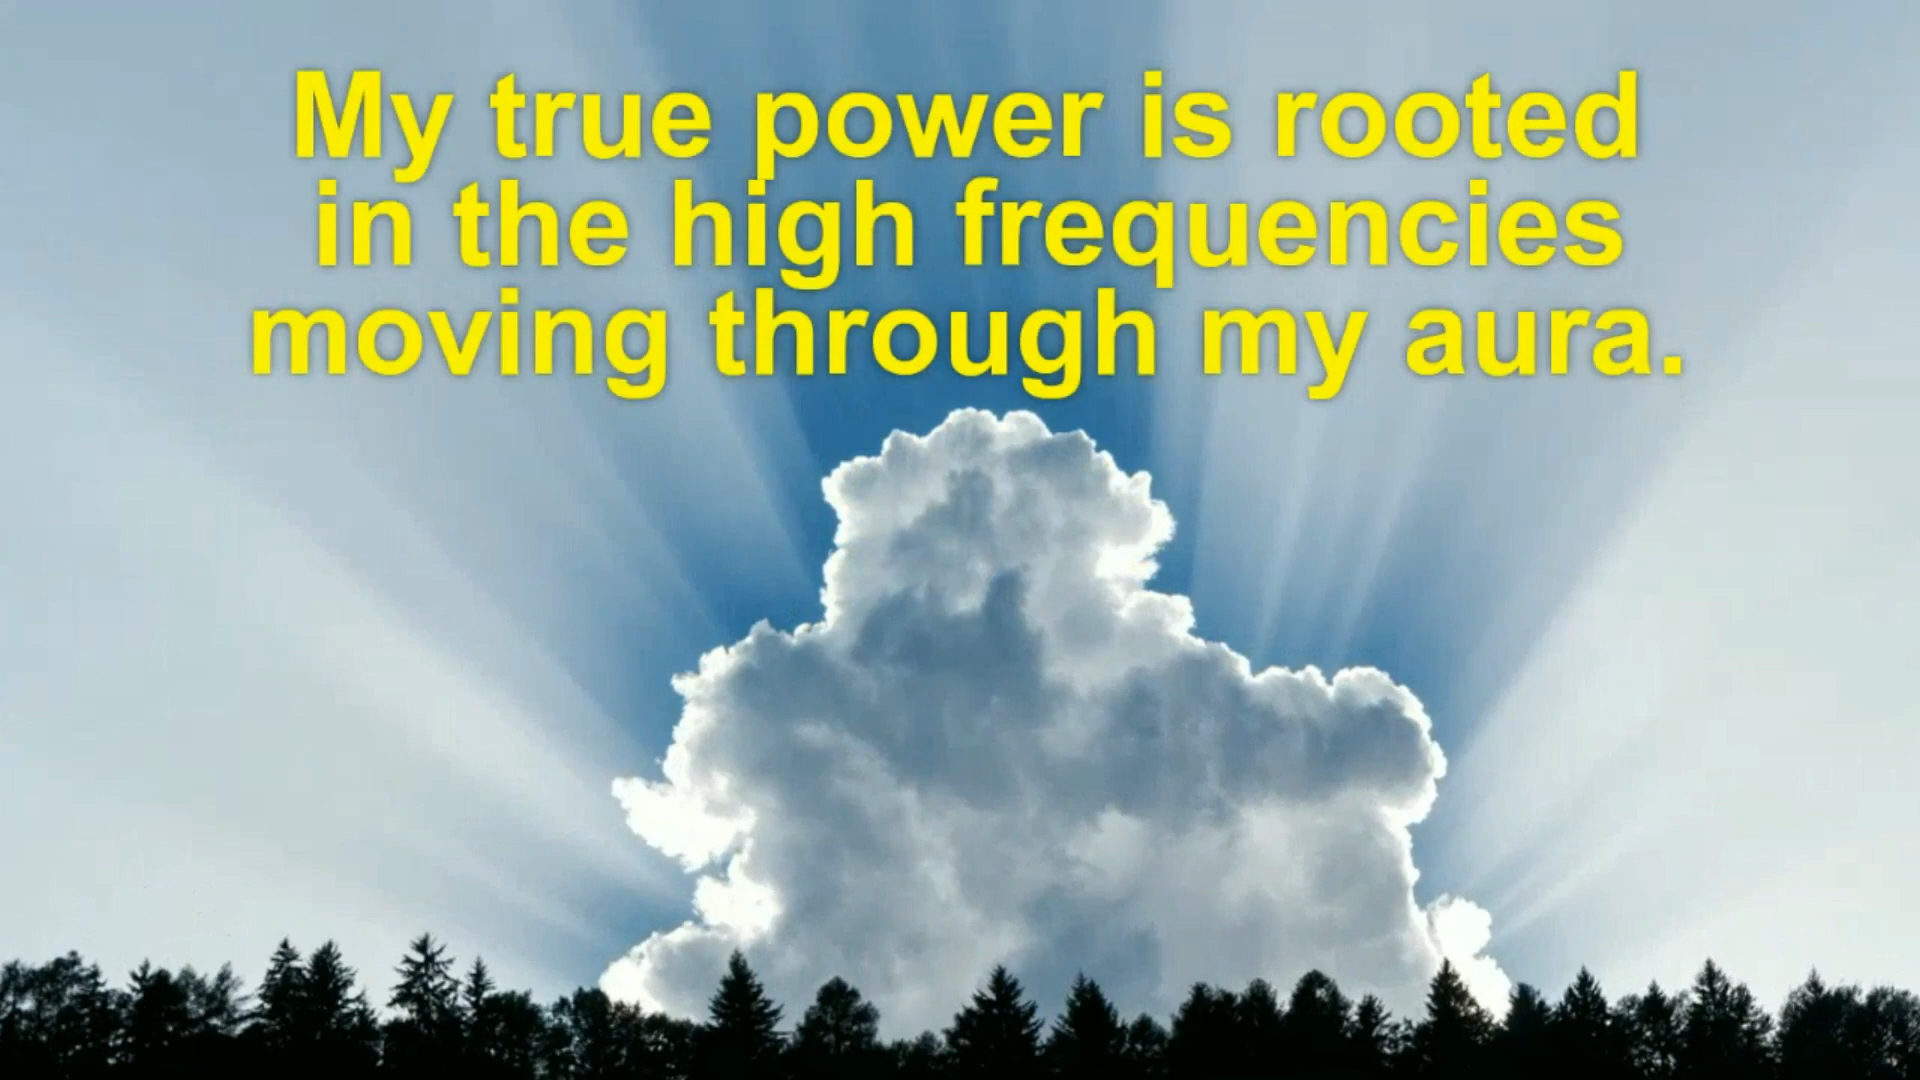 My true power is rooted
in the high frequencies
moving through my aura.